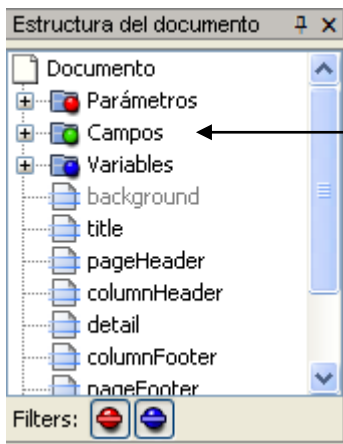 Estructura del documento
Documento
Parámetros
Campos
Variables
background
title
pageHeader
columnHeader
detail
columnFooter
pageFooter
Filters: